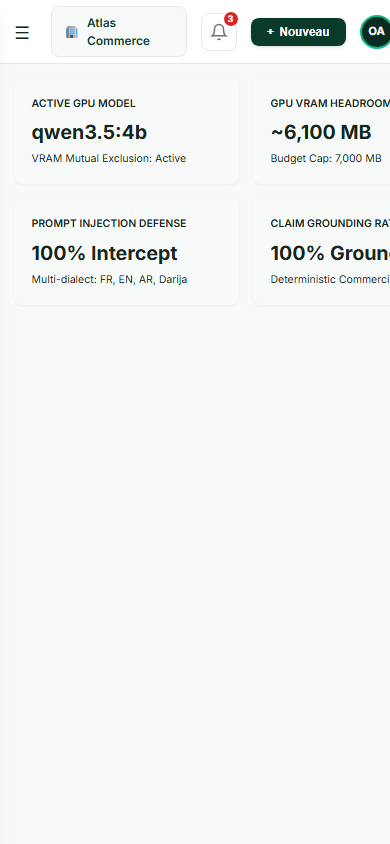 ☰
Atlas
Commerce
3
+ Nouveau
OA
ACTIVE GPU MODEL
qwen3.5:4b
VRAM Mutual Exclusion: Active
GPU VRAM HEADROOM
~6,100 MB
Budget Cap: 7,000 MB
PROMPT INJECTION DEFENSE
100% Intercept
Multi-dialect: FR, EN, AR, Darija
CLAIM GROUNDING RA
100% Groun
Deterministic Commerci